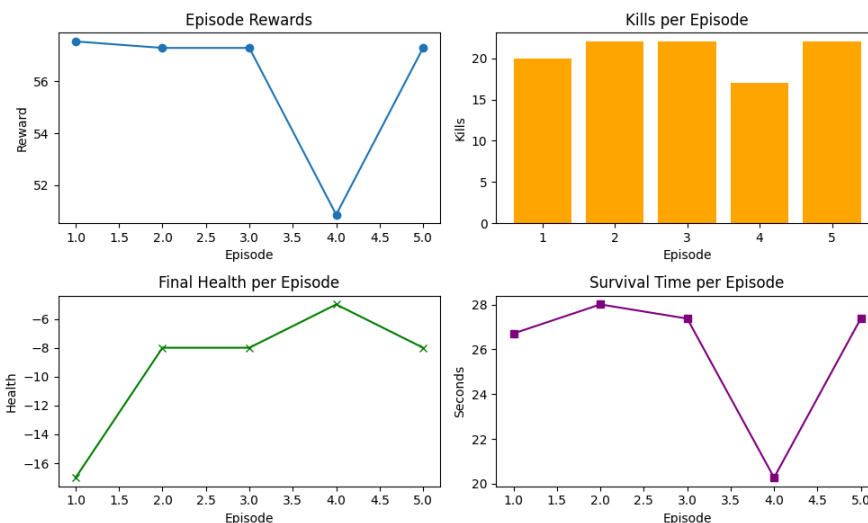 Episode Rewards
Reward
56
54
52
1.0 1.5 2.0 2.5 3.0 3.5 4.0 4.5 5.0
Episode
Kills per Episode
Kills
20
15
10
5
0
1 2 3 4 5
Episode
Final Health per Episode
Health
−6
−8
−10
−12
−14
−16
1.0 1.5 2.0 2.5 3.0 3.5 4.0 4.5 5.0
Episode
Survival Time per Episode
Seconds
28
26
24
22
20
1.0 1.5 2.0 2.5 3.0 3.5 4.0 4.5 5.0
Episode